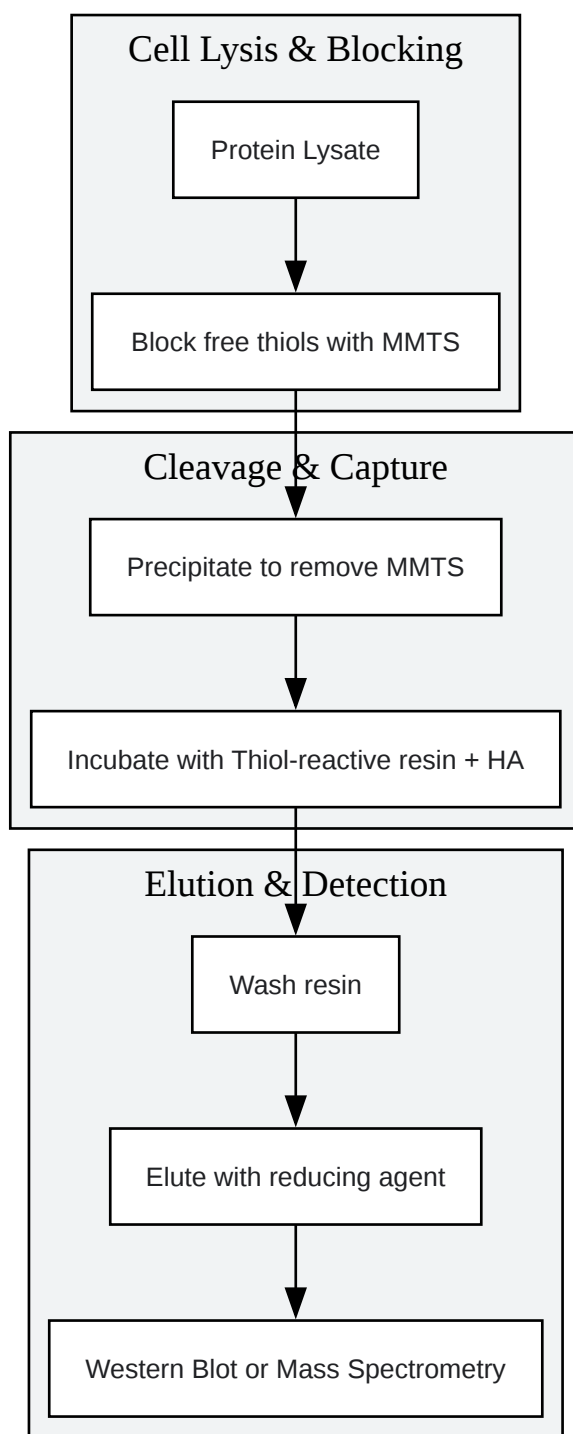 Cell Lysis & Blocking
Protein Lysate
Block free thiols with MMTS
Cleavage & Capture
Precipitate to remove MMTS
Incubate with Thiol-reactive resin + HA
Elution & Detection
Wash resin
Elute with reducing agent
Western Blot or Mass Spectrometry